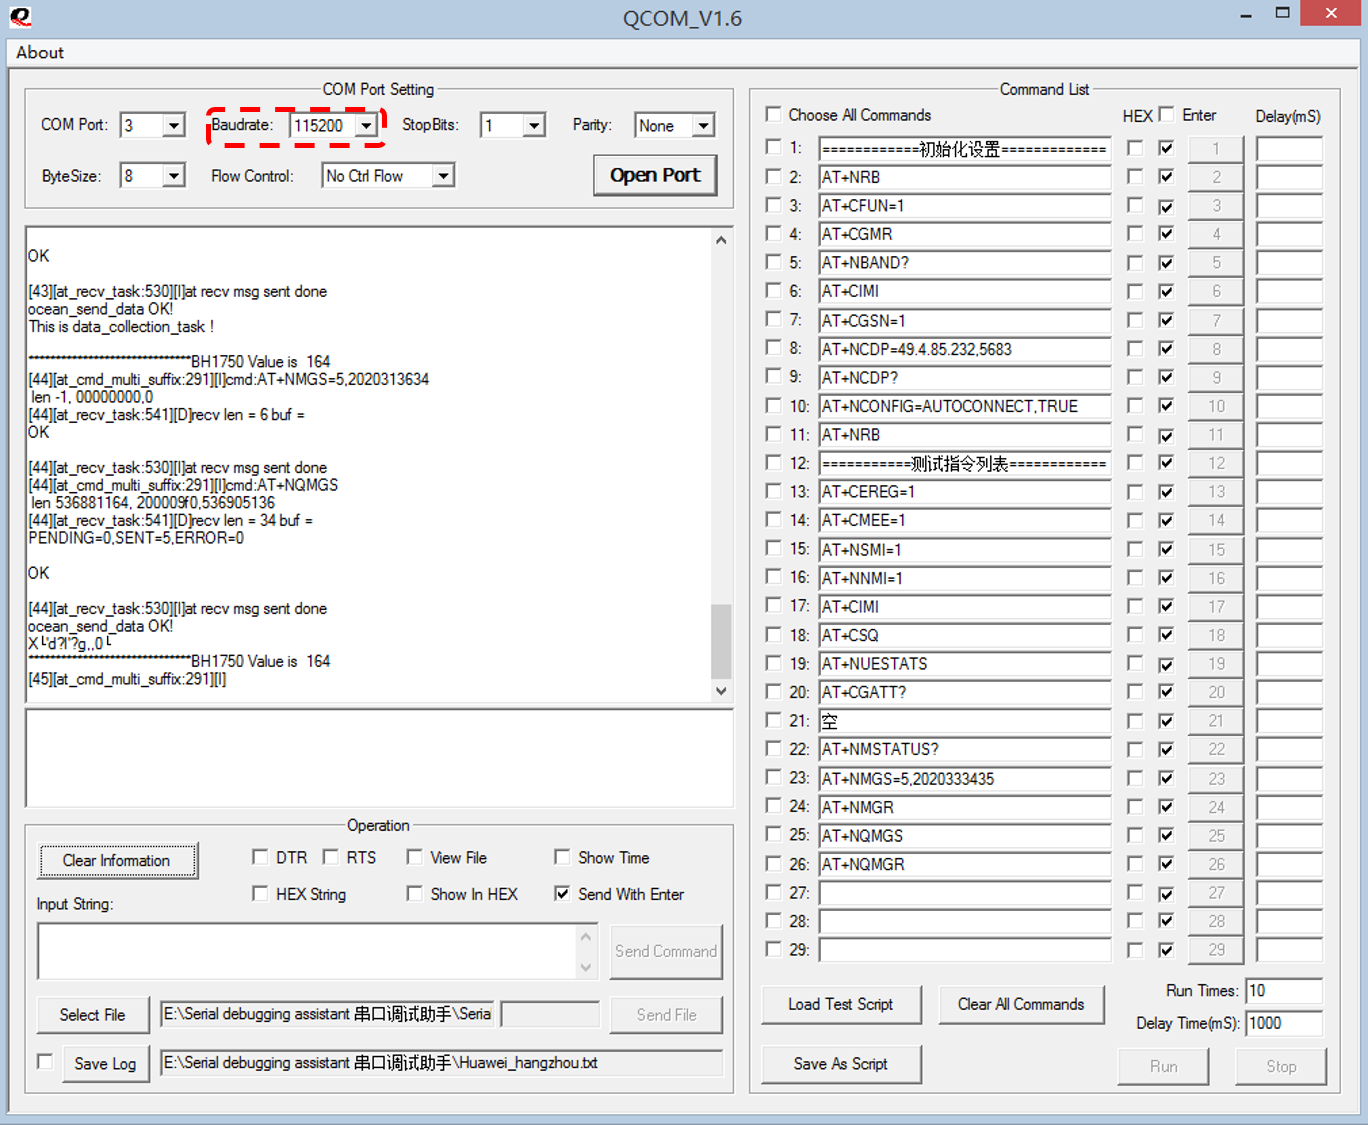 QCOM_V1.6
About
COM Port Setting
COM Port: 3 Baudrate: 115200 StopBits: 1 Parity: None
ByteSize: 8 Flow Control: No Ctrl Flow Open Port
OK
[43][at_recv_task:530][I]at recv msg sent done
ocean_send_data OK!
This is data_collection_task !
******************************BH1750 Value is 164
[44][at_cmd_multi_suffix:291][I]cmd:AT+NMGS=5,2020313634
len -1, 00000000,0
[44][at_recv_task:541][D]recv len = 6 buf =
OK
[44][at_recv_task:530][I]at recv msg sent done
[44][at_cmd_multi_suffix:291][I]cmd:AT+NQMGS
len 536881164, 200009f0,536905136
[44][at_recv_task:541][D]recv len = 34 buf =
PENDING=0,SENT=5,ERROR=0
OK
[44][at_recv_task:530][I]at recv msg sent done
ocean_send_data OK!
******************************BH1750 Value is 164
[45][at_cmd_multi_suffix:291][I]
Operation
Clear Infomation DTR RTS View File Show Time
HEX String Show In HEX Send With Enter
Input String:
Send Command
Select File E:\Serial debugging assistant 串口调试助手\Seria Send File
Save Log E:\Serial debugging assistant 串口调试助手\Huawei_hangzhou.txt
Command List
Choose All Commands HEX Enter Delay(mS)
1: ============初始化设置============= 1
2: AT+NRB 2
3: AT+CFUN=1 3
4: AT+CGMR 4
5: AT+NBAND? 5
6: AT+CIMI 6
7: AT+CGSN=1 7
8: AT+NCDP=49.4.85.232,5683 8
9: AT+NCDP? 9
10: AT+NCONFIG=AUTOCONNECT,TRUE 10
11: AT+NRB 11
12: ===========测试指令列表============ 12
13: AT+CEREG=1 13
14: AT+CMEE=1 14
15: AT+NSMI=1 15
16: AT+NNMI=1 16
17: AT+CIMI 17
18: AT+CSQ 18
19: AT+NUESTATS 19
20: AT+CGATT? 20
21: 空 21
22: AT+NMSTATUS? 22
23: AT+NMGS=5,2020333435 23
24: AT+NMGR 24
25: AT+NQMGS 25
26: AT+NQMGR 26
27: 27
28: 28
29: 29
Load Test Script Clear All Commands Run Times: 10
Delay Time(mS): 1000
Save As Script Run Stop